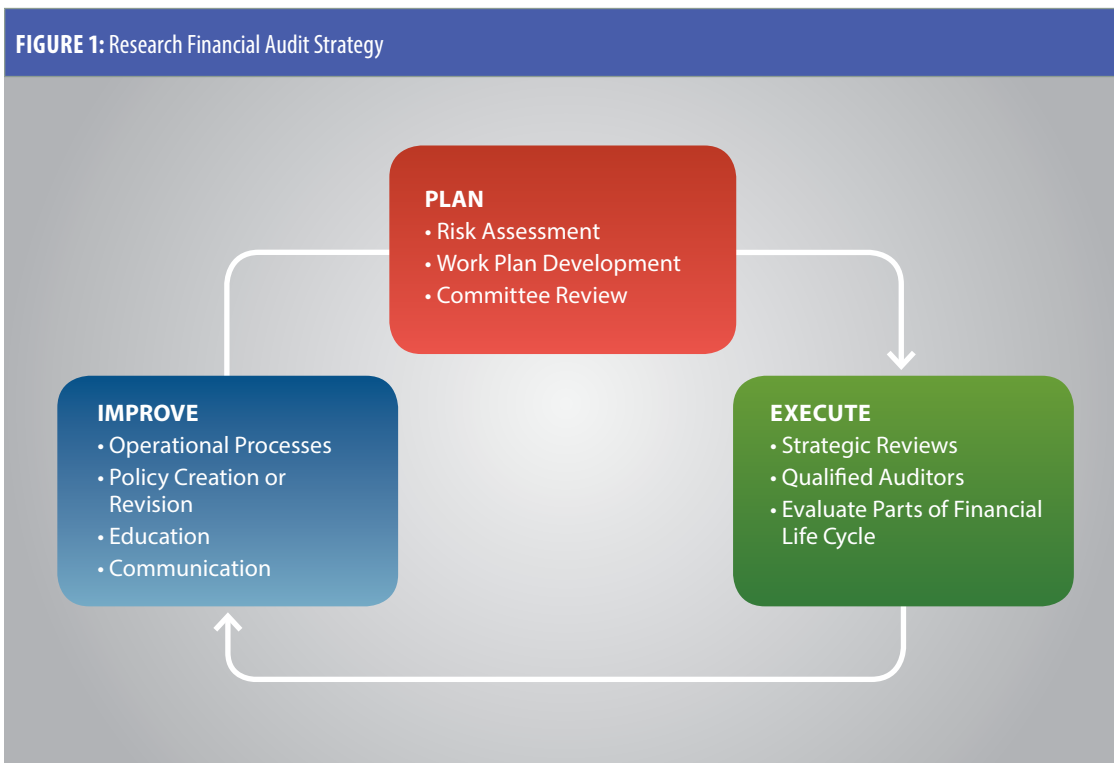 FIGURE 1: Research Financial Audit Strategy
PLAN
• Risk Assessment
• Work Plan Development
• Committee Review
IMPROVE
• Operational Processes
• Policy Creation or
Revision
• Education
• Communication
EXECUTE
• Strategic Reviews
• Qualified Auditors
• Evaluate Parts of Financial
Life Cycle